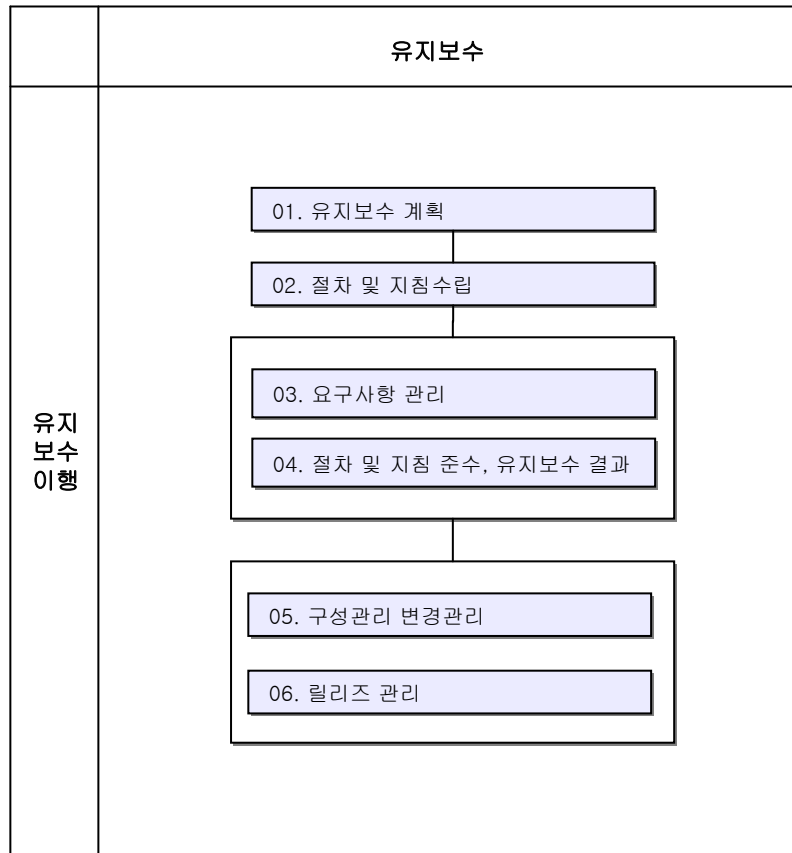 유지보수
01. 유지보수 계획
02. 절차 및 지침수립
유지
보수
이행
03. 요구사항 관리
04. 절차 및 지침 준수, 유지보수 결과
05. 구성관리 변경관리
06. 릴리즈 관리